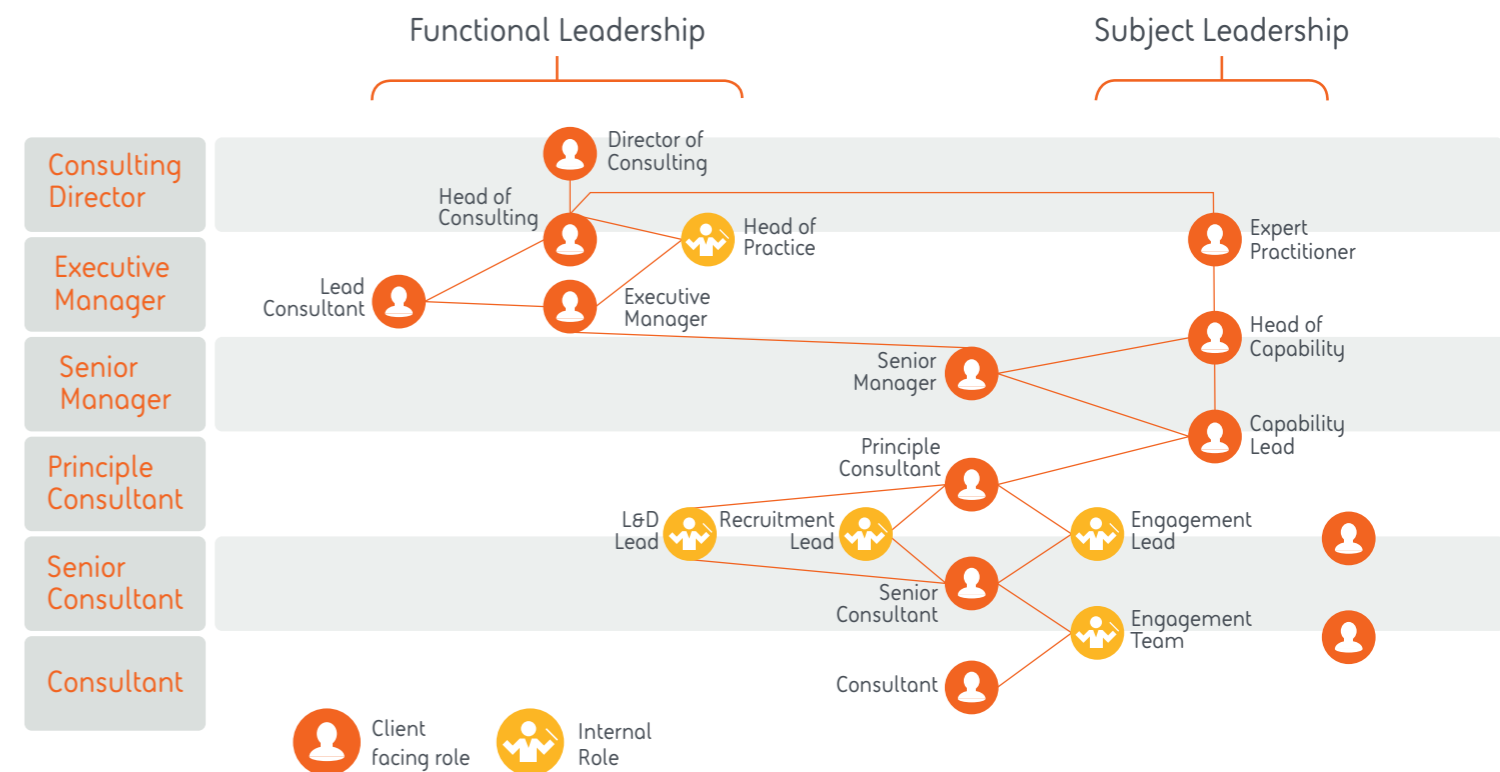 Functional Leadership
Subject Leadership
Consulting
Director
Director of
Consulting
Head of
Consulting
Head of
Practice
Expert
Practitioner
Executive
Manager
Lead
Consultant
Executive
Manager
Head of
Capability
Senior
Manager
Senior
Manager
Capability
Lead
Principle
Consultant
Principle
Consultant
L&D
Lead
Recruitment
Lead
Engagement
Lead
Senior
Consultant
Senior
Consultant
Engagement
Team
Consultant
Consultant
Client
facing role
Internal
Role